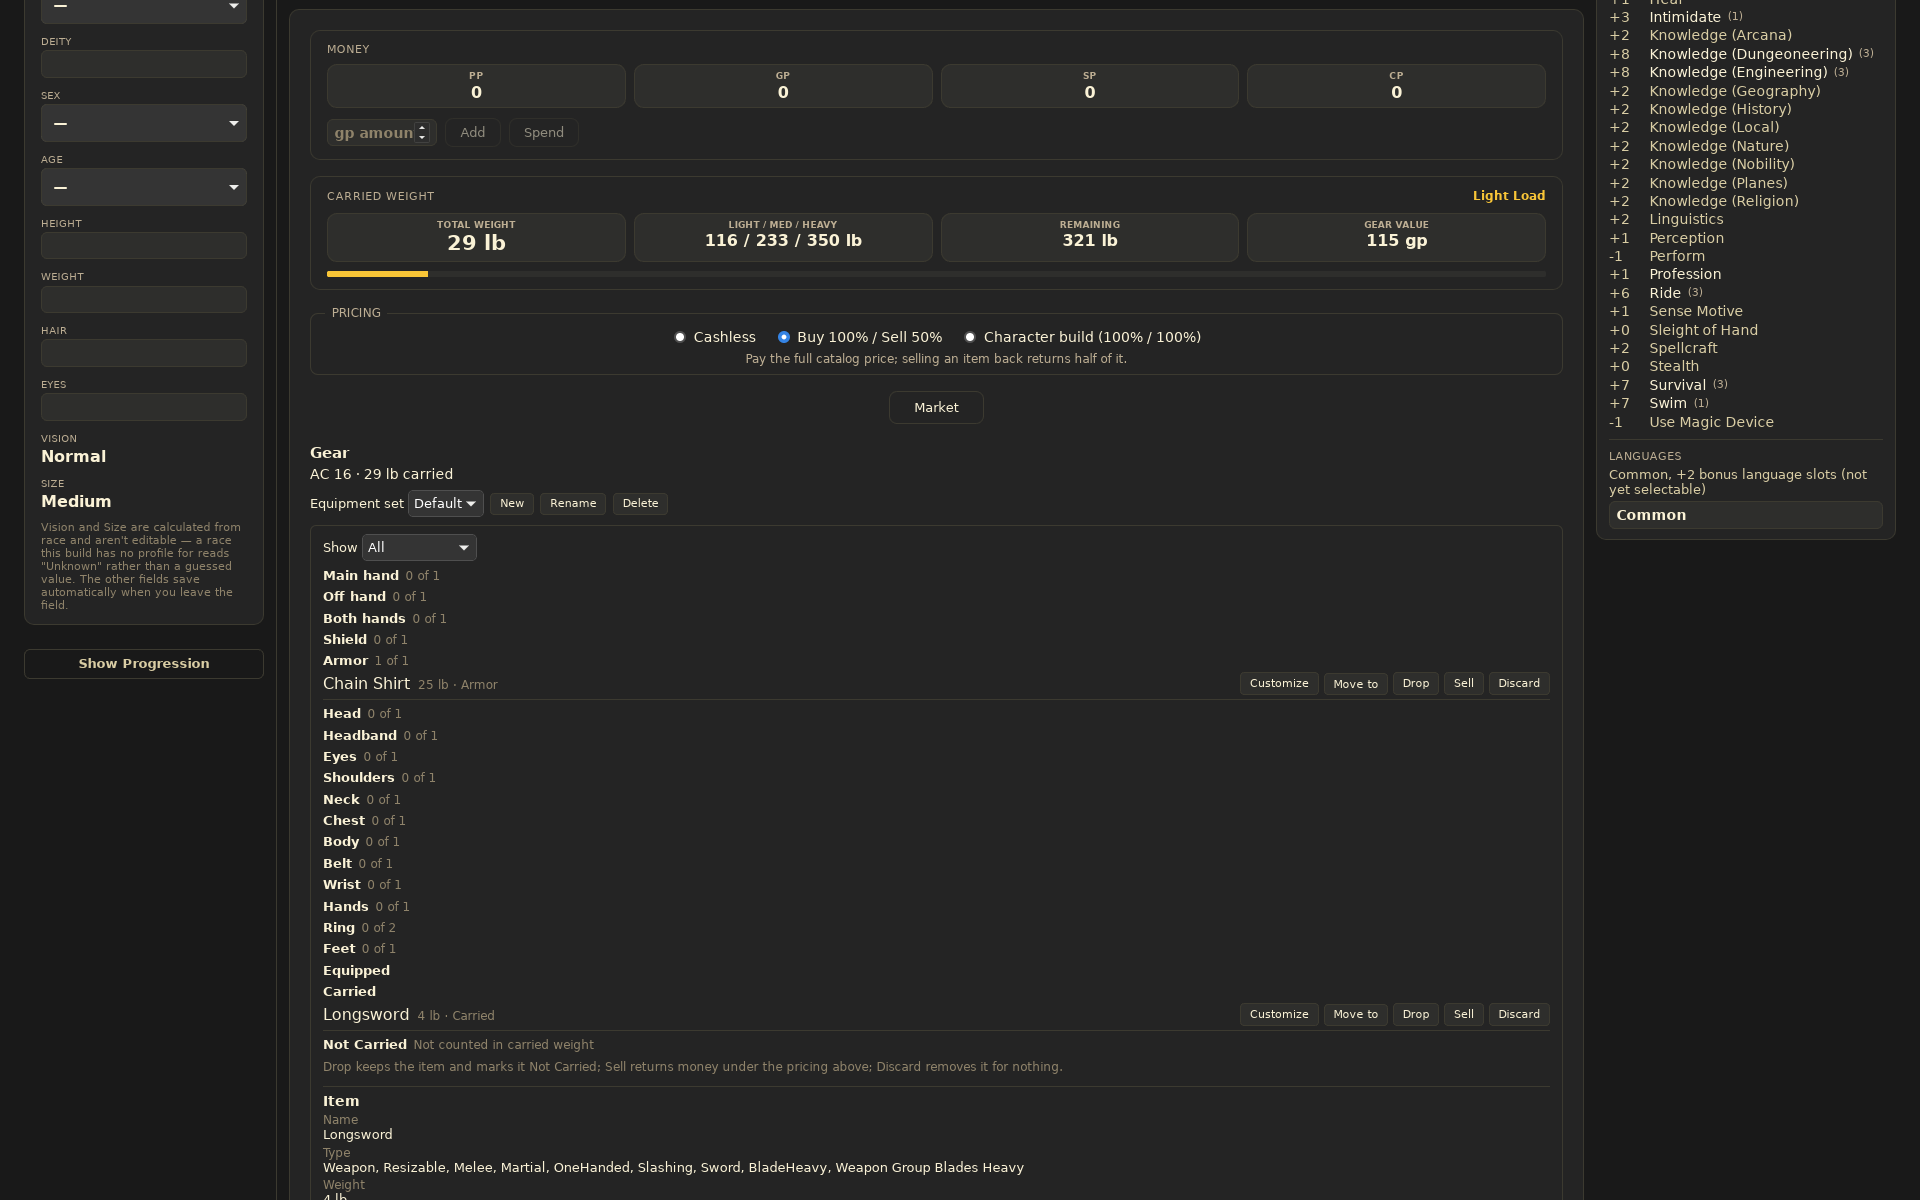 —
DEITY
SEX
—
AGE
—
HEIGHT
WEIGHT
HAIR
EYES
VISION
Normal
SIZE
Medium
Vision and Size are calculated from
race and aren't editable — a race
this build has no profile for reads
"Unknown" rather than a guessed
value. The other fields save
automatically when you leave the
field.
Show Progression
MONEY
PP GP SP CP
0 0 0 0
gp amoun Add Spend
CARRIED WEIGHT Light Load
TOTAL WEIGHT LIGHT / MED / HEAVY REMAINING GEAR VALUE
29 lb 116 / 233 / 350 lb 321 lb 115 gp
PRICING
Cashless Buy 100% / Sell 50% Character build (100% / 100%)
Pay the full catalog price; selling an item back returns half of it.
Market
Gear
AC 16 · 29 lb carried
Equipment set Default New Rename Delete
Show All
Main hand 0 of 1
Off hand 0 of 1
Both hands 0 of 1
Shield 0 of 1
Armor 1 of 1
Chain Shirt 25 lb · Armor Customize Move to Drop Sell Discard
Head 0 of 1
Headband 0 of 1
Eyes 0 of 1
Shoulders 0 of 1
Neck 0 of 1
Chest 0 of 1
Body 0 of 1
Belt 0 of 1
Wrist 0 of 1
Hands 0 of 1
Ring 0 of 2
Feet 0 of 1
Equipped
Carried
Longsword 4 lb · Carried Customize Move to Drop Sell Discard
Not Carried Not counted in carried weight
Drop keeps the item and marks it Not Carried; Sell returns money under the pricing above; Discard removes it for nothing.
Item
Name
Longsword
Type
Weapon, Resizable, Melee, Martial, OneHanded, Slashing, Sword, BladeHeavy, Weapon Group Blades Heavy
Weight
4 lb
+1 Heal
+3 Intimidate (1)
+2 Knowledge (Arcana)
+8 Knowledge (Dungeoneering) (3)
+8 Knowledge (Engineering) (3)
+2 Knowledge (Geography)
+2 Knowledge (History)
+2 Knowledge (Local)
+2 Knowledge (Nature)
+2 Knowledge (Nobility)
+2 Knowledge (Planes)
+2 Knowledge (Religion)
+2 Linguistics
+1 Perception
-1 Perform
+1 Profession
+6 Ride (3)
+1 Sense Motive
+0 Sleight of Hand
+2 Spellcraft
+0 Stealth
+7 Survival (3)
+7 Swim (1)
-1 Use Magic Device
LANGUAGES
Common, +2 bonus language slots (not
yet selectable)
Common